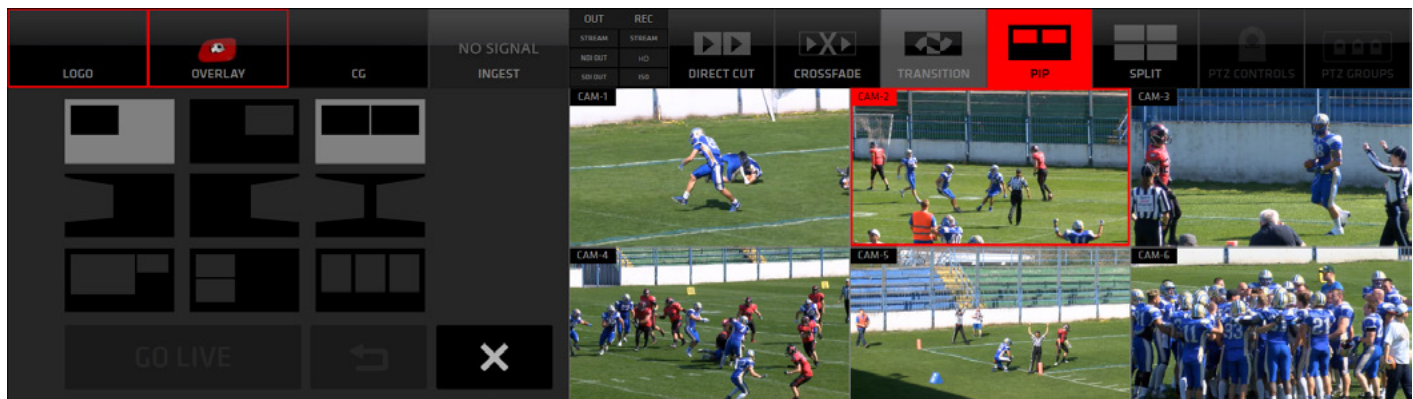 LOGO
OVERLAY
CG
NO SIGNAL
INGEST
OUT REC
STREAM STREAM
NDI OUT HD
SDI OUT ISO
DIRECT CUT
CROSSFADE
TRANSITION
PIP
SPLIT
PTZ CONTROLS
PTZ GROUPS
CAM-1
CAM-2
CAM-3
CAM-4
CAM-5
CAM-6
GO LIVE